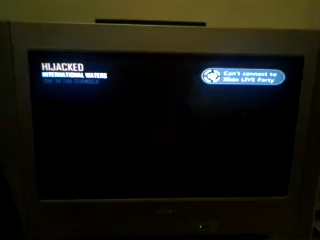 HIJACKED
INTERNATIONAL WATERS
Can't connect to
Xbox LIVE Party